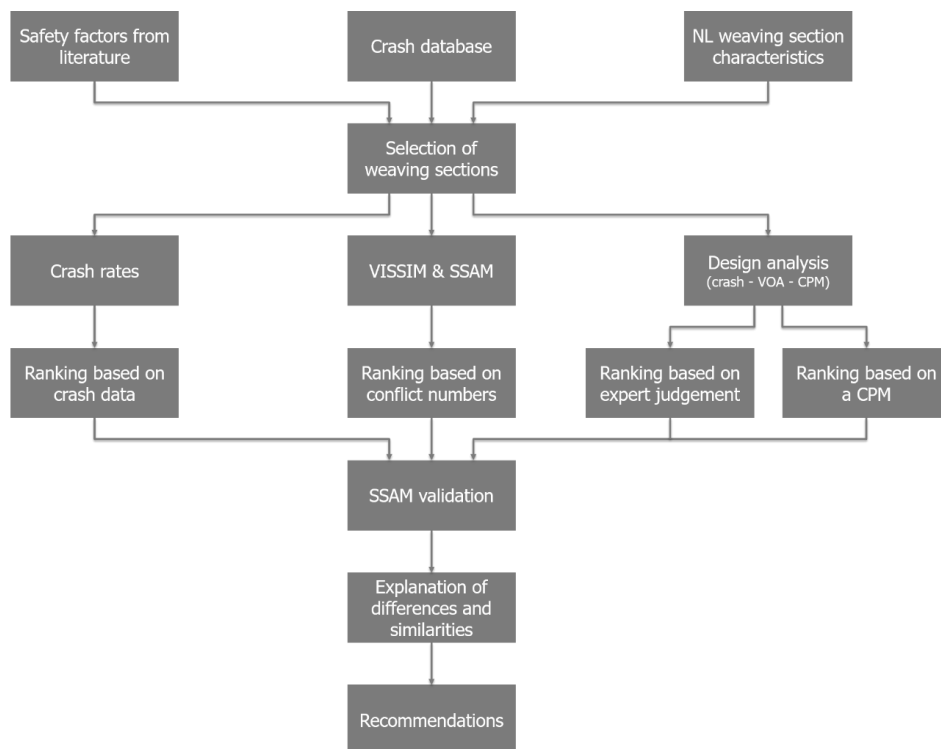 Safety factors from
literature
Crash database
NL weaving section
characteristics
Selection of
weaving sections
Crash rates
VISSIM & SSAM
Design analysis
(crash - VOA - CPM)
Ranking based on
crash data
Ranking based on
conflict numbers
Ranking based on
expert judgement
Ranking based on
a CPM
SSAM validation
Explanation of
differences and
similarities
Recommendations